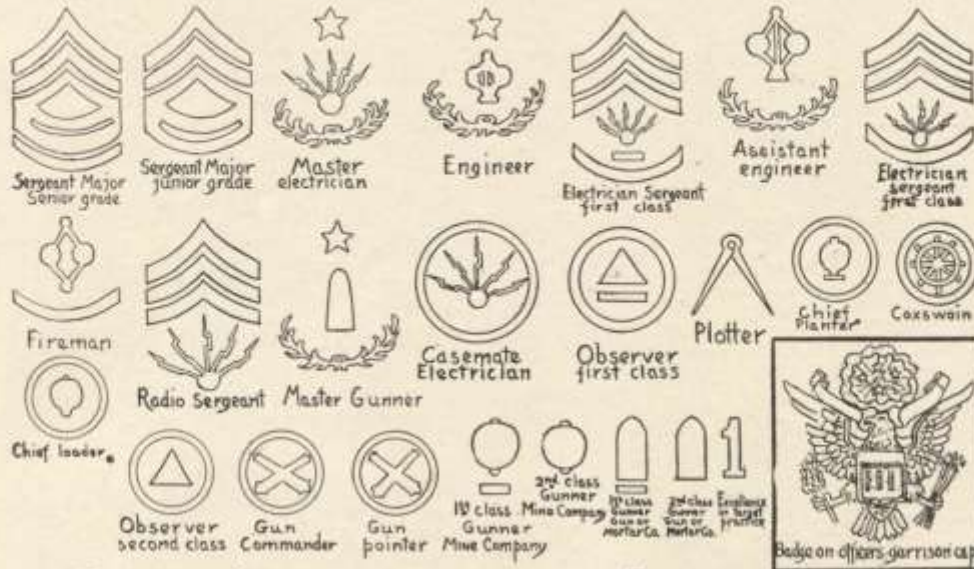 Sergeant Major
Senior grade
Sergeant Major
junior grade
Master
electrician
Engineer
Electrician Sergeant
first class
Assistant
engineer
Electrician
sergeant
first class
Fireman
Radio Sergeant
Master Gunner
Casemate
Electrician
Observer
first class
Plotter
Chief
Planter
Coxswain
Chief loader.
Observer
second class
Gun
Commander
Gun
pointer
1st class
Gunner
Mine Company
2nd class
Gunner
Mine Company
1st class
Gunner
Gun or
Mortar Co.
2nd class
Gunner
Gun or
Mortar Co.
1
Excellence
in target
practice
Badge on officers garrison cap